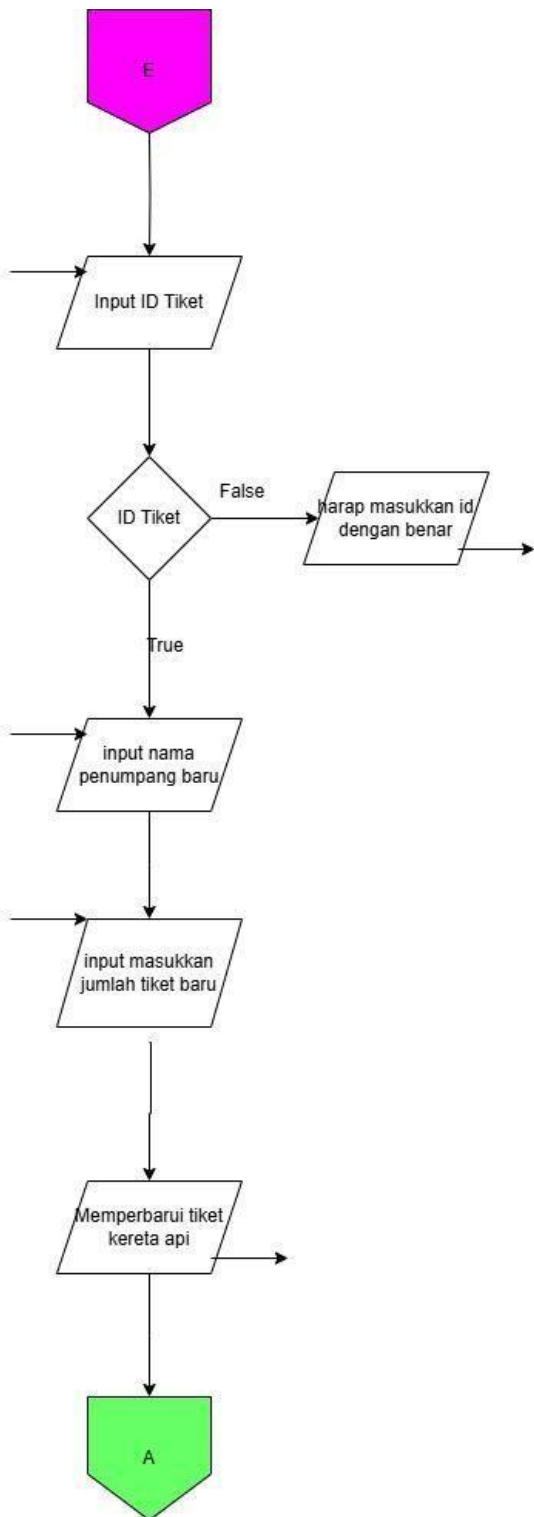 E
Input ID Tiket
ID Tiket
False
harap masukkan id
dengan benar
True
input nama
penumpang baru
input masukkan
jumlah tiket baru
Memperbarui tiket
kereta api
A